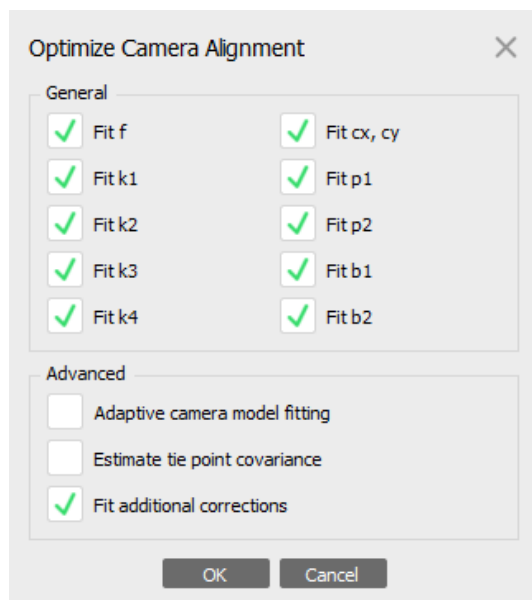 Optimize Camera Alignment
General
Fit f
Fit cx, cy
Fit k1
Fit p1
Fit k2
Fit p2
Fit k3
Fit b1
Fit k4
Fit b2
Advanced
Adaptive camera model fitting
Estimate tie point covariance
Fit additional corrections
OK
Cancel